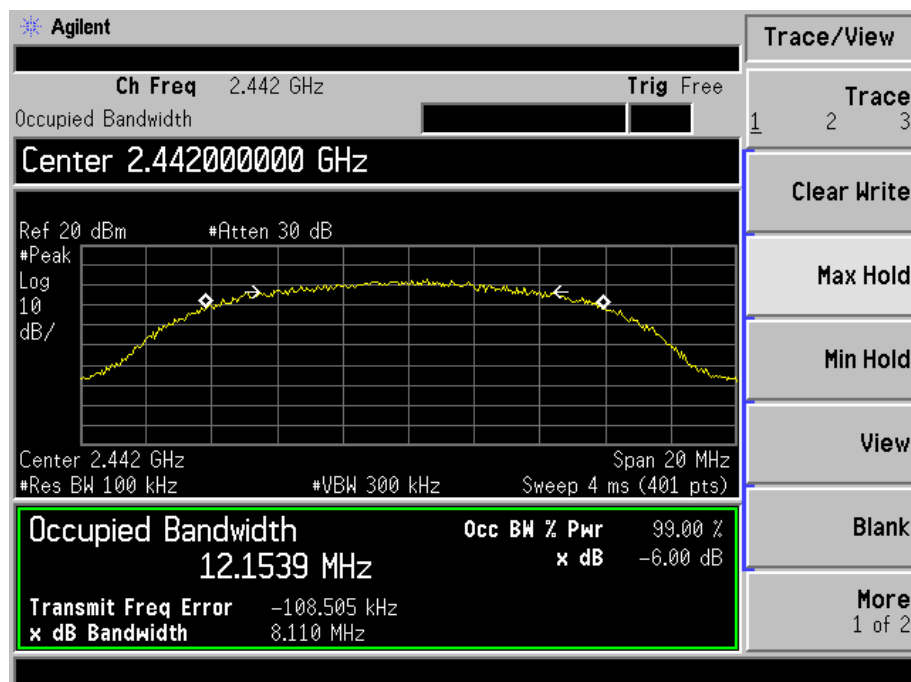 Agilent
Trace/View
Ch Freq 2.442 GHz Trig Free
Occupied Bandwidth
Center 2.442000000 GHz
Ref 20 dBm #Atten 30 dB
#Peak
Log
10
dB/
Center 2.442 GHz Span 20 MHz
#Res BW 100 kHz #VBW 300 kHz Sweep 4 ms (401 pts)
Occupied Bandwidth
12.1539 MHz
Occ BW % Pwr 99.00 %
x dB -6.00 dB
Transmit Freq Error -108.505 kHz
x dB Bandwidth 8.110 MHz
Trace
1 2 3
Clear Write
Max Hold
Min Hold
View
Blank
More
1 of 2